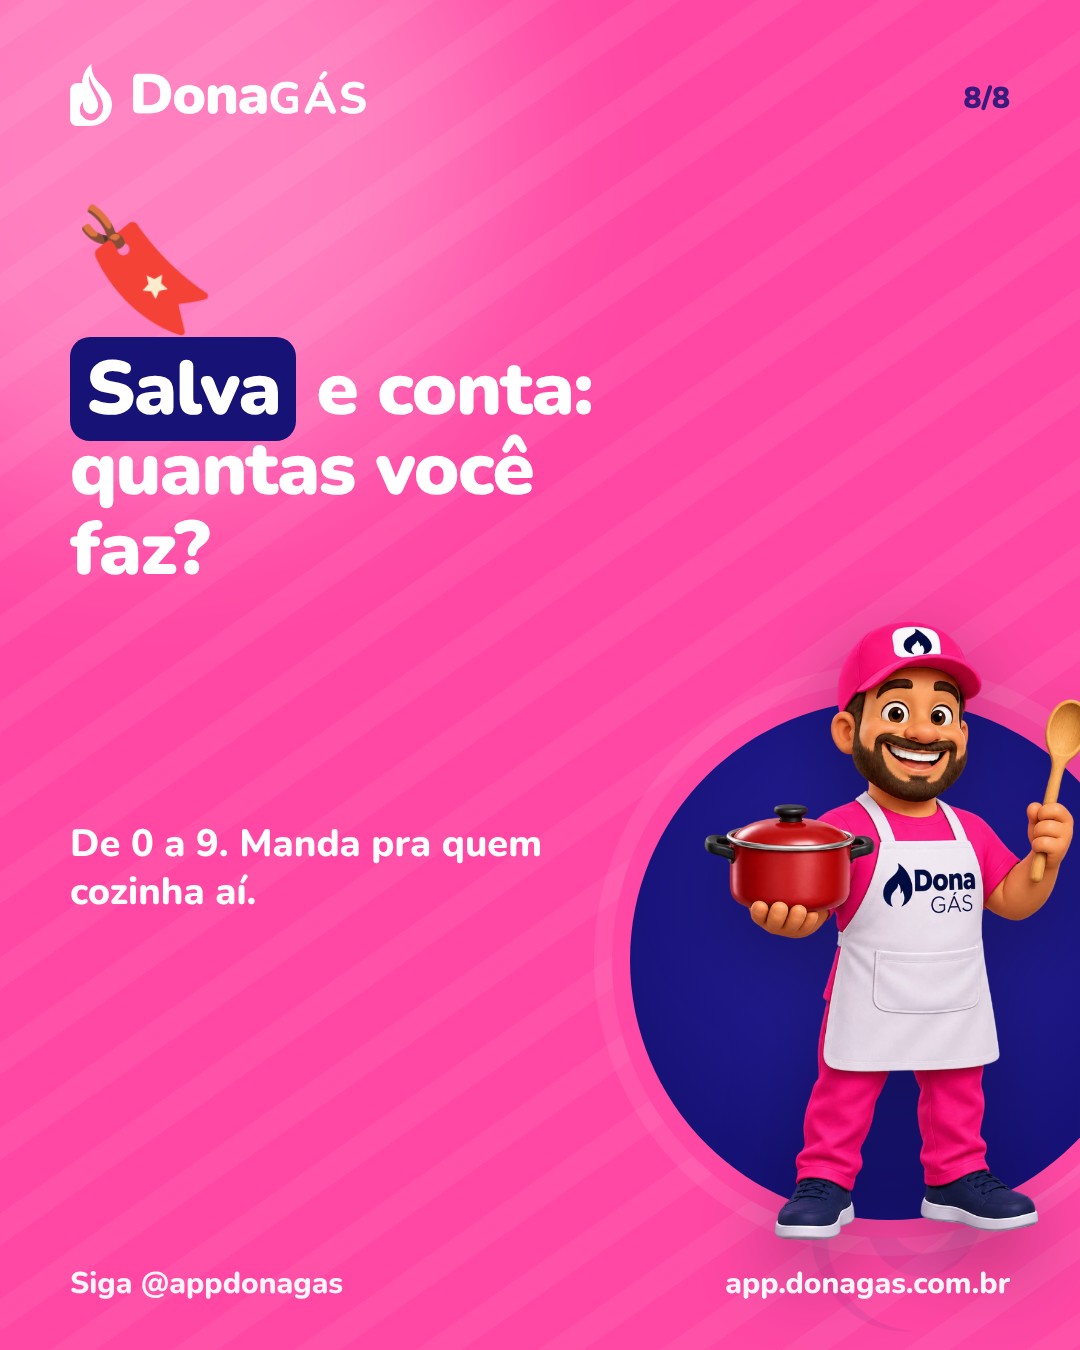 DonaGÁS
8/8
Salva e conta:
quantas você
faz?
De 0 a 9. Manda pra quem
cozinha aí.
Dona
GÁS
Siga @appdonagas
app.donagas.com.br